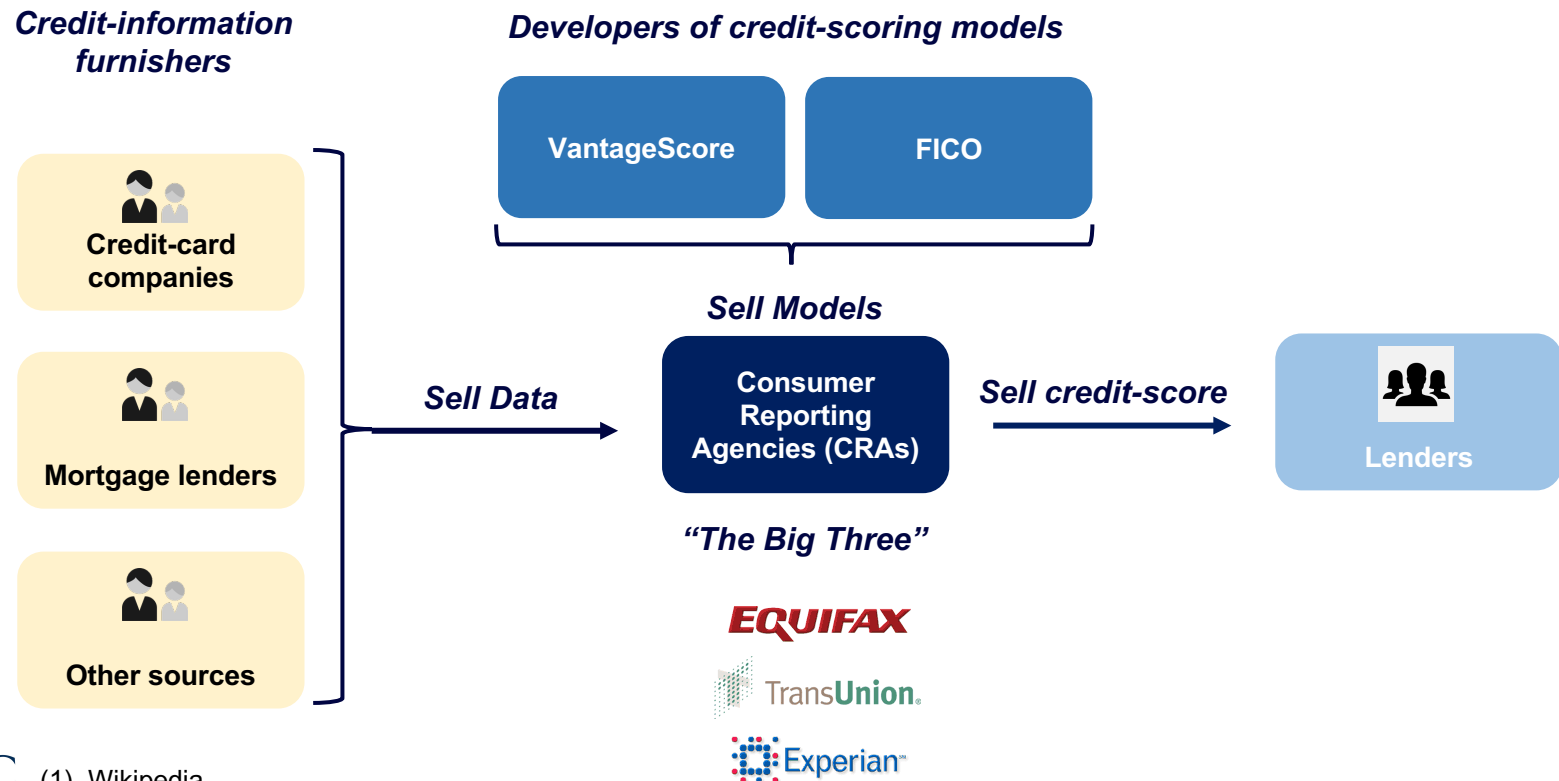 Credit-information
furnishers
Developers of credit-scoring models
VantageScore
FICO
Credit-card
companies
Sell Models
Mortgage lenders
Sell Data
Consumer
Reporting
Agencies (CRAs)
Sell credit-score
Lenders
“The Big Three”
Other sources
EQUIFAX
TransUnion®
Experian℠
(1) Wikipedia